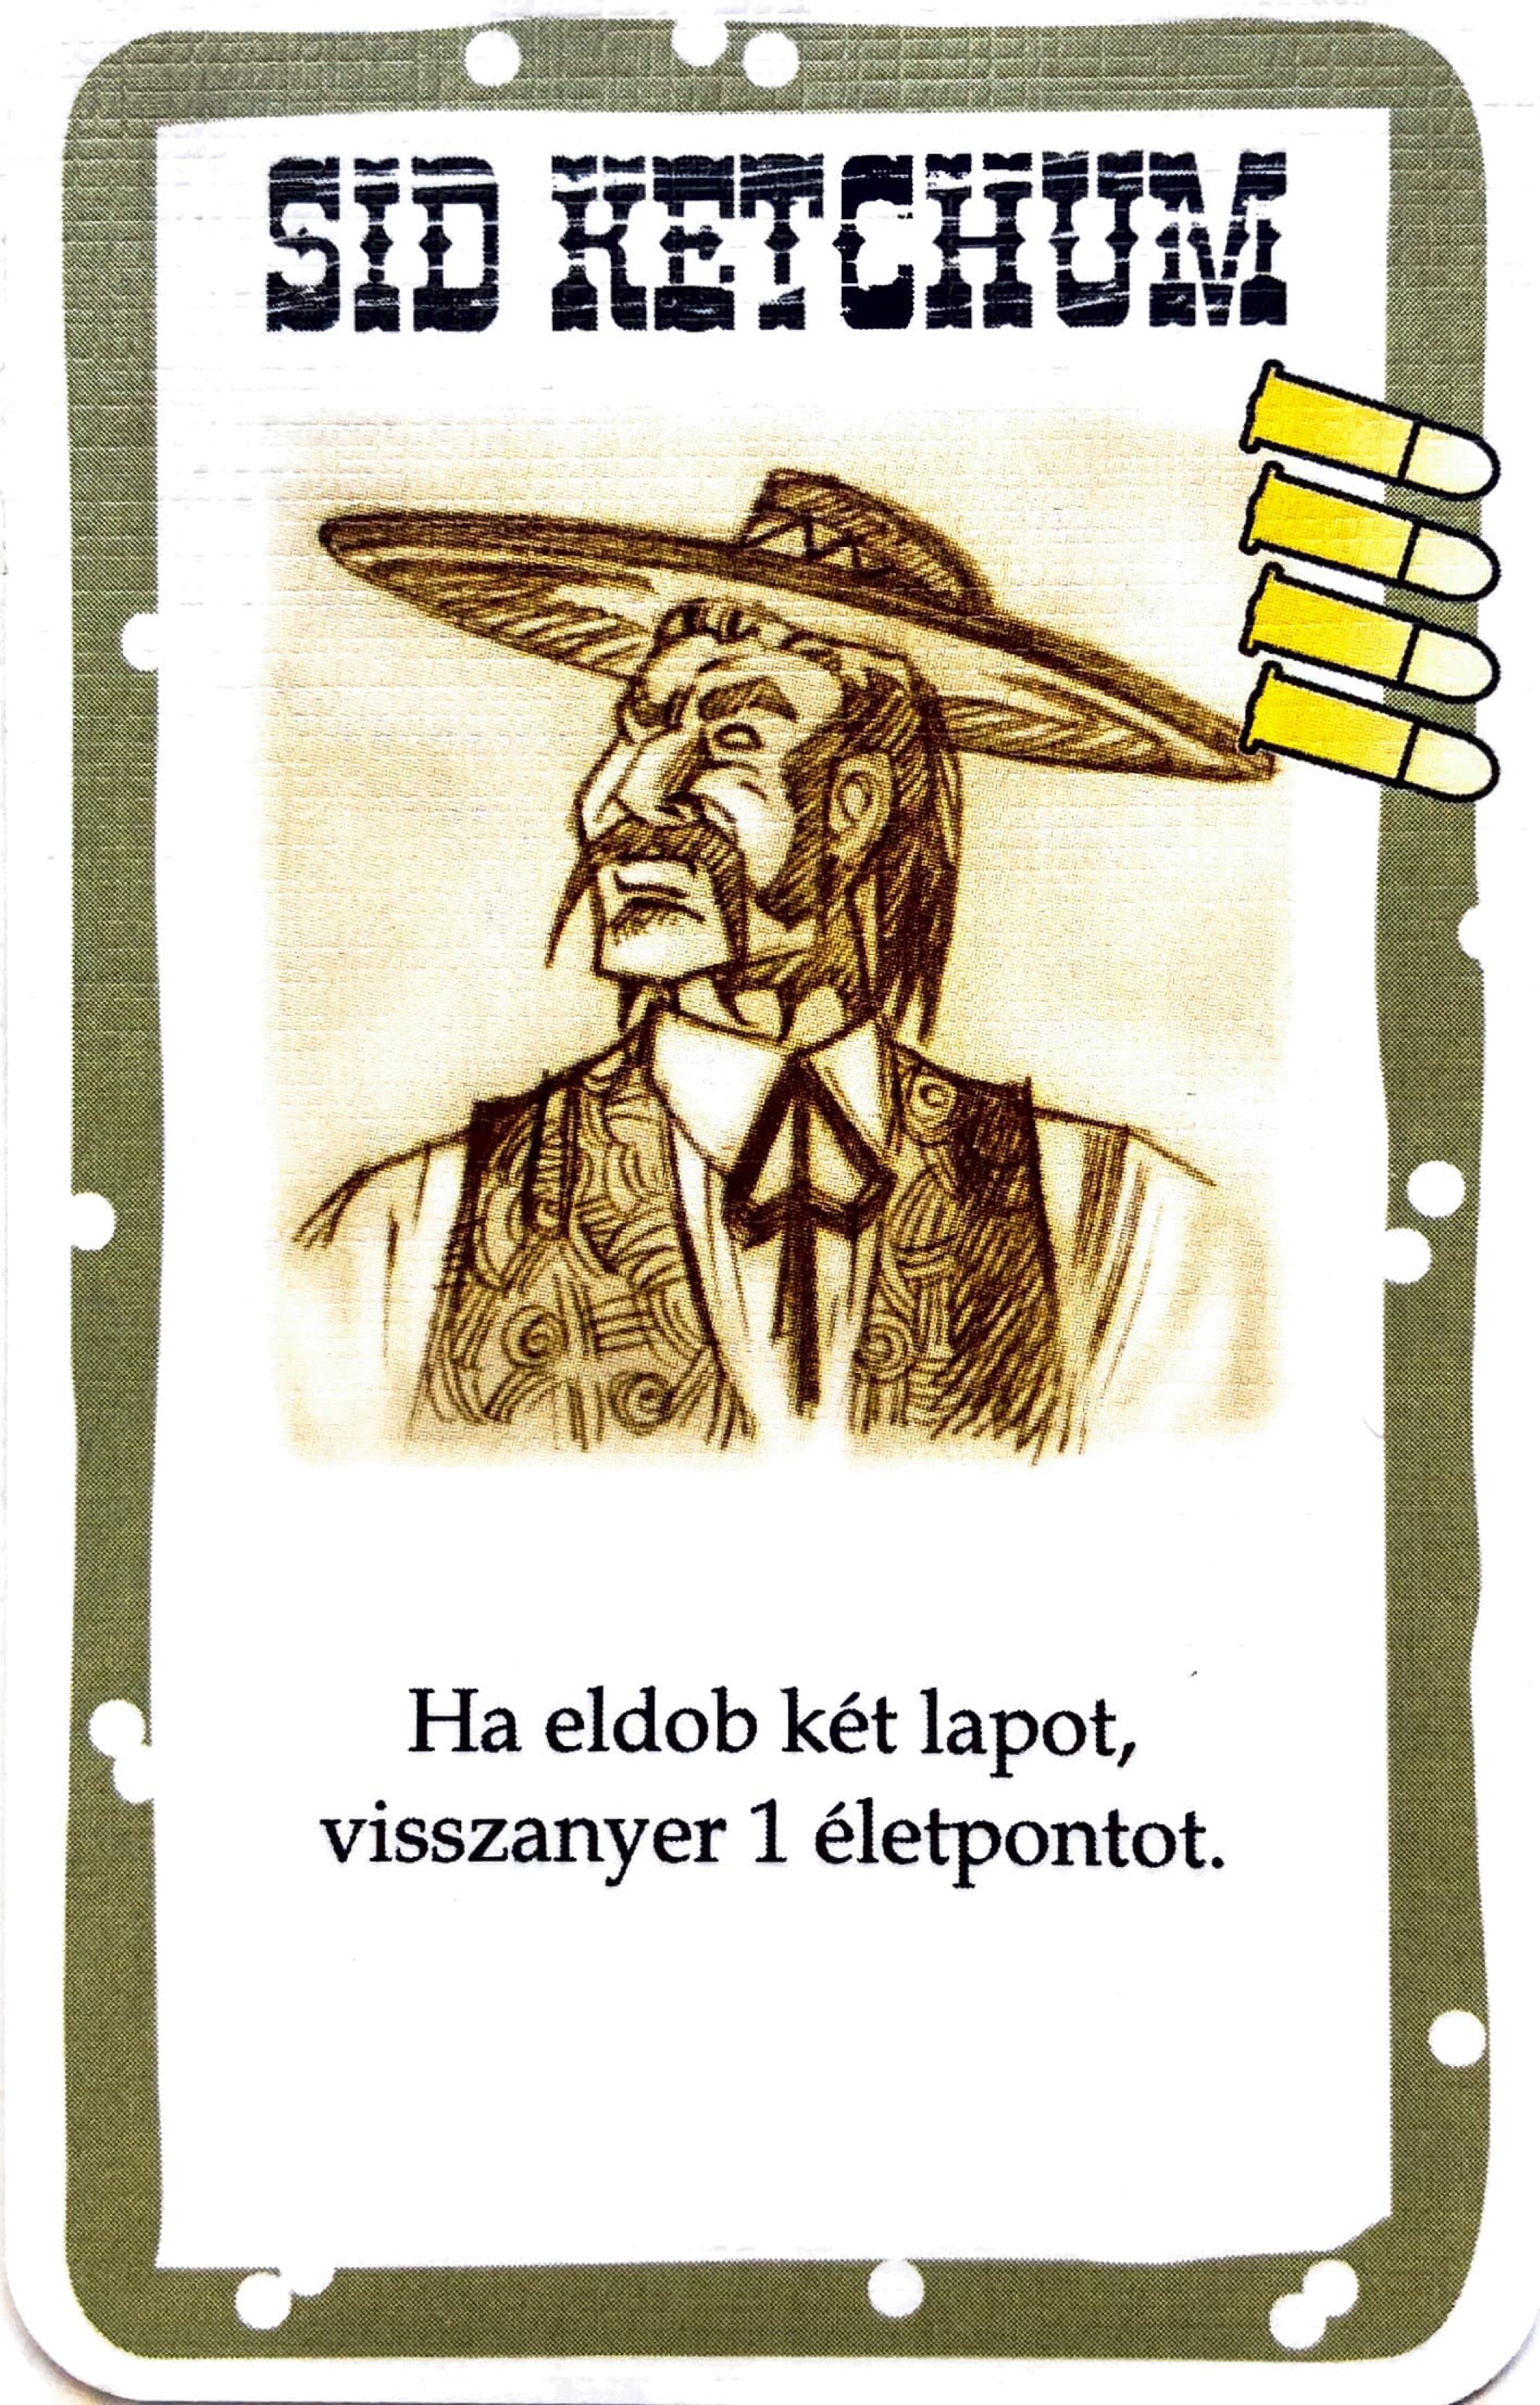 SID KETCHUM
Ha eldob két lapot,
visszanyer 1 életpontot.